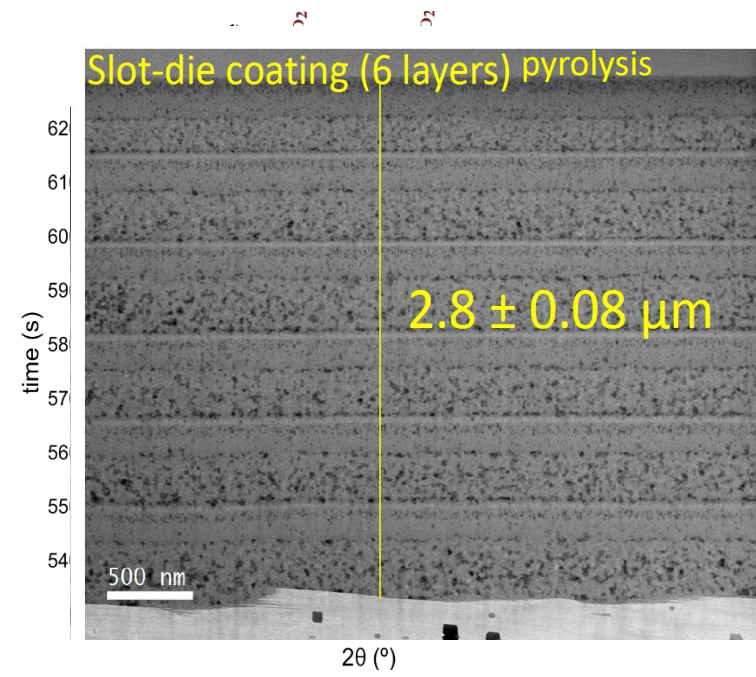 Slot-die coating (6 layers) pyrolysis
62
61
60
59
58
57
56
55
54
time (s)
2.8 ± 0.08 µm
500 nm
2θ (º)